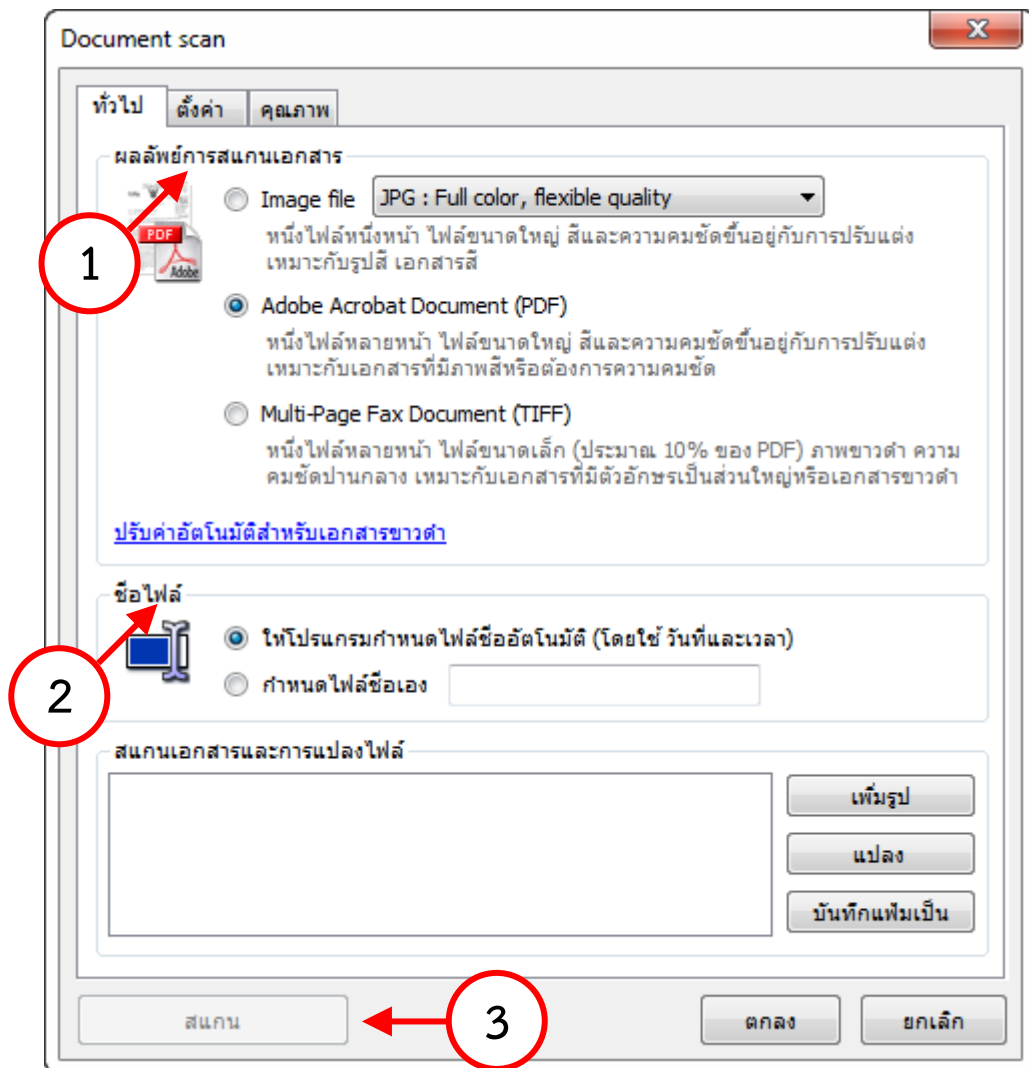 Document scan
ทั่วไป ตั้งค่า คุณภาพ
ผลลัพย์การสแกนเอกสาร
Image file JPG : Full color, flexible quality
หนึ่งไฟล์หนึ่งหน้า ไฟล์ขนาดใหญ่ สีและความคมชัดขึ้นอยู่กับการปรับแต่ง
เหมาะกับรูปสี เอกสารสี
PDF
Adobe
1
Adobe Acrobat Document (PDF)
หนึ่งไฟล์หลายหน้า ไฟล์ขนาดใหญ่ สีและความคมชัดขึ้นอยู่กับการปรับแต่ง
เหมาะกับเอกสารที่มีภาพสีหรือต้องการความคมชัด
Multi-Page Fax Document (TIFF)
หนึ่งไฟล์หลายหน้า ไฟล์ขนาดเล็ก (ประมาณ 10% ของ PDF) ภาพขาวดำ ความ
คมชัดปานกลาง เหมาะกับเอกสารที่มีตัวอักษรเป็นส่วนใหญ่หรือเอกสารขาวดำ
ปรับค่าอัตโนมัติสำหรับเอกสารขาวดำ
ชื่อไฟล์
ให้โปรแกรมกำหนดไฟล์ชื่ออัตโนมัติ (โดยใช้ วันที่และเวลา)
2
กำหนดไฟล์ชื่อเอง
สแกนเอกสารและการแปลงไฟล์
เพิ่มรูป
แปลง
บันทึกแฟ้มเป็น
สแกน 3 ตกลง ยกเลิก